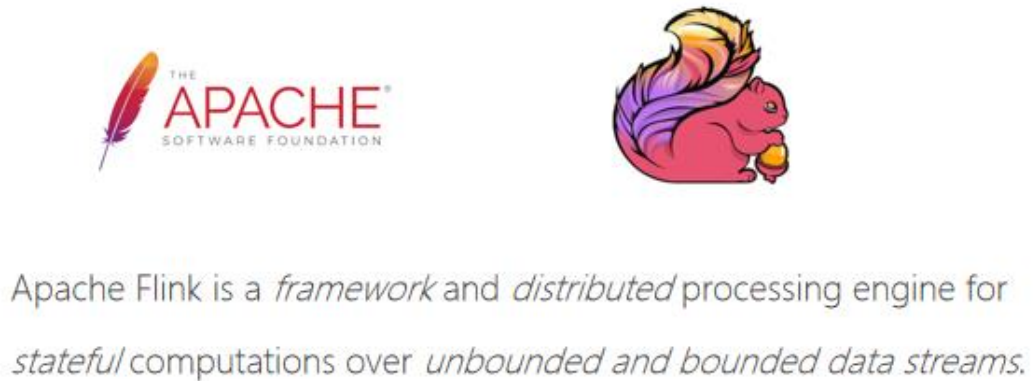 THE
APACHE®
SOFTWARE FOUNDATION
Apache Flink is a framework and distributed processing engine for
stateful computations over unbounded and bounded data streams.